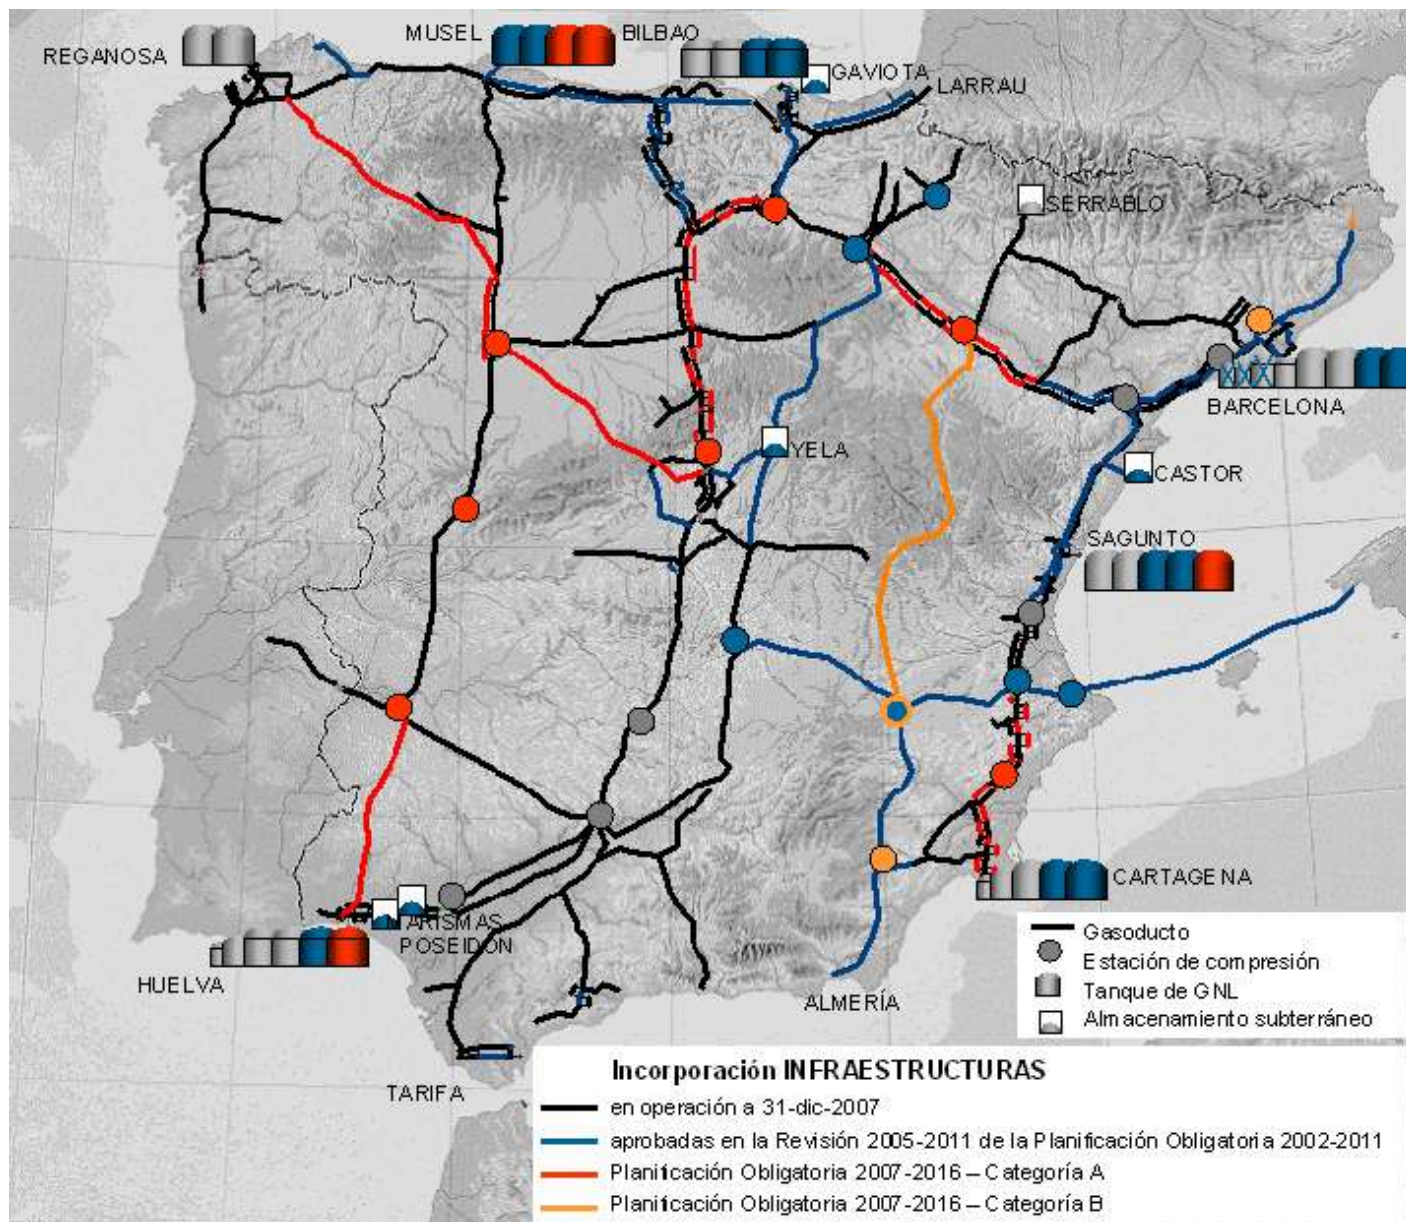 MUSEL
BILBAO
REGANOSA
GAVIOTA
LARRAU
SERRABLO
BARCELONA
YELA
CASTOR
SAGUNTO
CARTAGENA
MARISMAS
POSEIDÓN
HUELVA
ALMERÍA
TARIFA
Gasoducto
Estación de compresión
Tanque de GNL
Almacenamiento subterráneo
Incorporación INFRAESTRUCTURAS
en operación a 31-dic-2007
aprobadas en la Revisión 2005-2011 de la Planificación Obligatoria 2002-2011
Planificación Obligatoria 2007-2016 – Categoría A
Planificación Obligatoria 2007-2016 – Categoría B